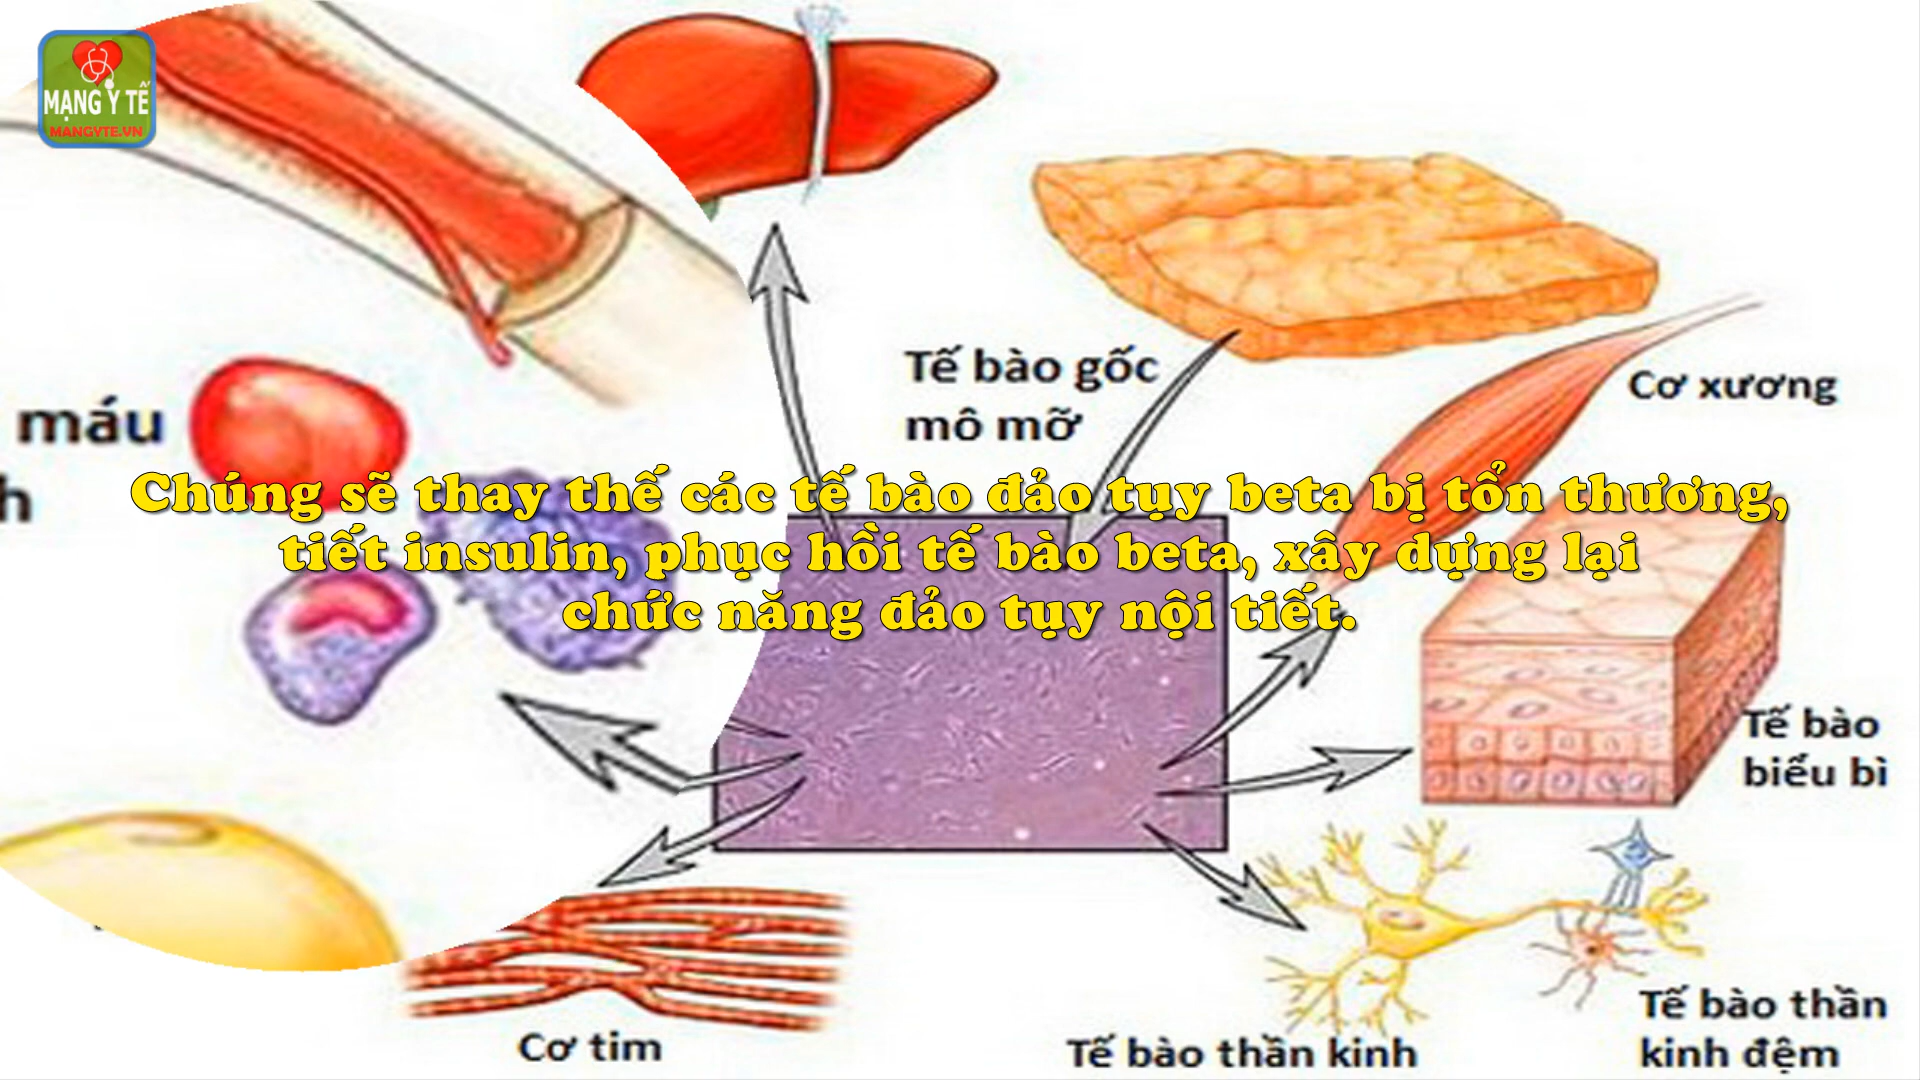 MẠNG Y TẾ
MANGYTE.VN
Tế bào gốc
mô mỡ
Cơ xương
máu
Chúng sẽ thay thế các tế bào đảo tụy beta bị tổn thương,
tiết insulin, phục hồi tế bào beta, xây dựng lại
chức năng đảo tụy nội tiết.
Tế bào
biểu bì
Cơ tim
Tế bào thần kinh
Tế bào thần
kinh đệm